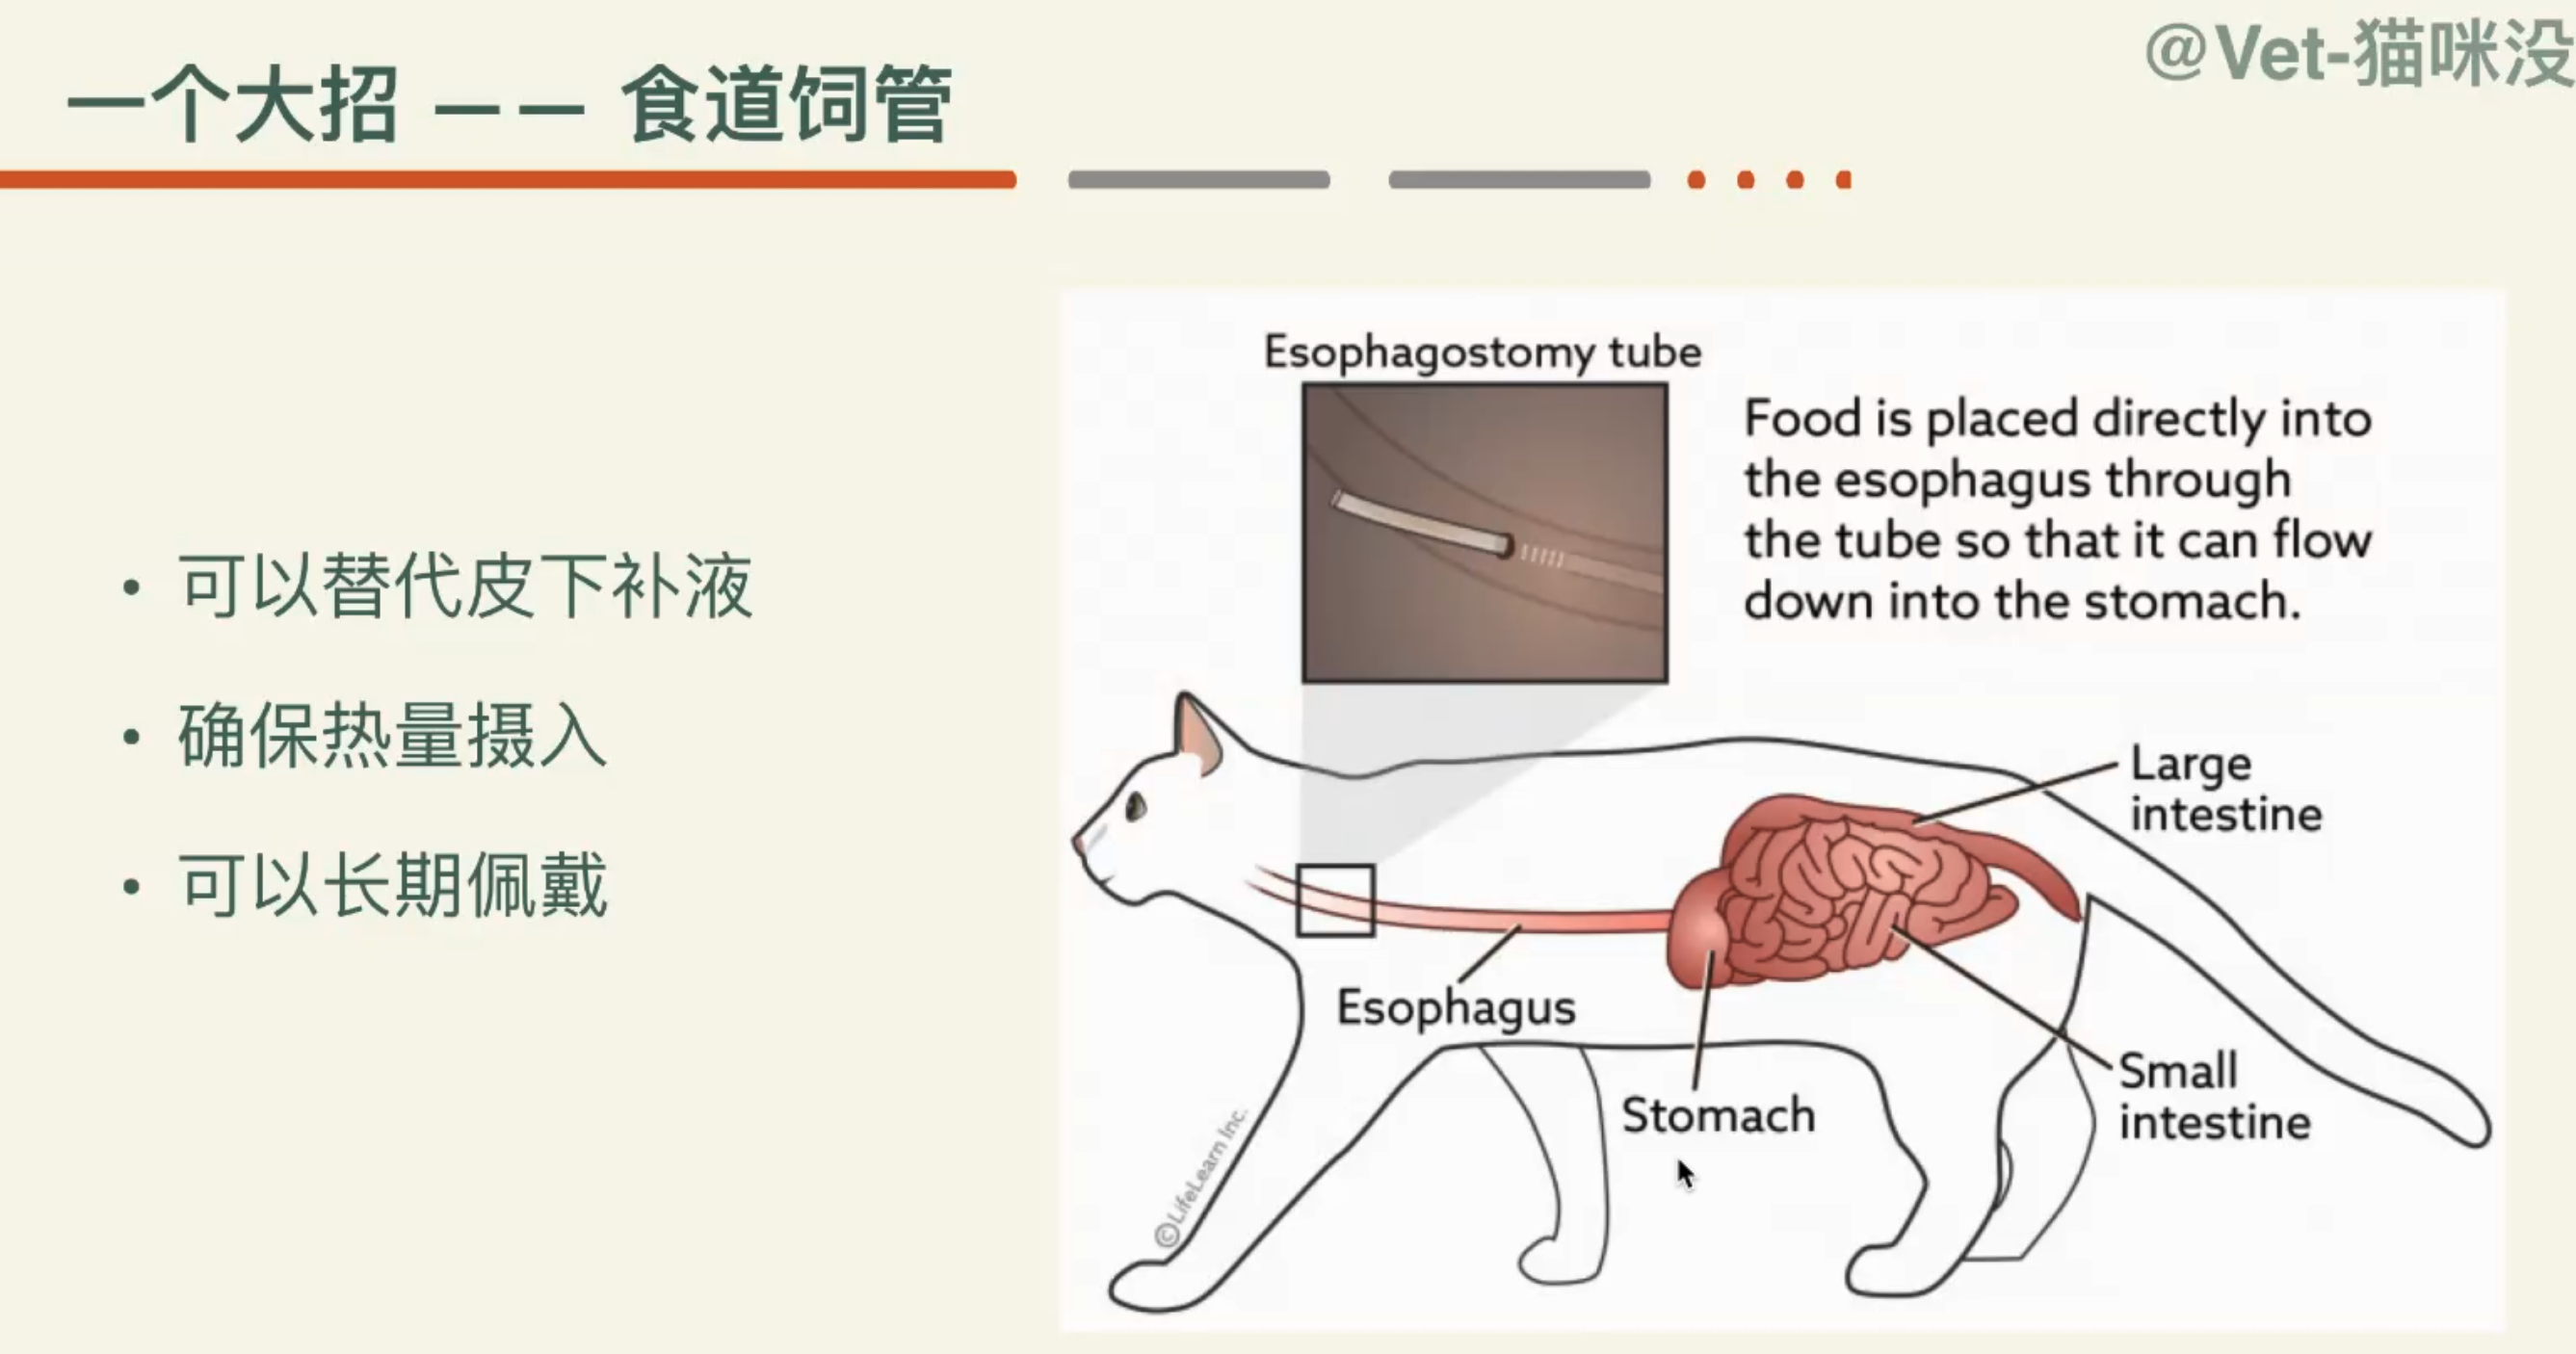 @Vet-猫咪没
一个大招 —— 食道饲管
• 可以替代皮下补液
• 确保热量摄入
• 可以长期佩戴
Esophagostomy tube
Food is placed directly into
the esophagus through
the tube so that it can flow
down into the stomach.
Large
intestine
Esophagus
Stomach
Small
intestine
©LifeLearn Inc.